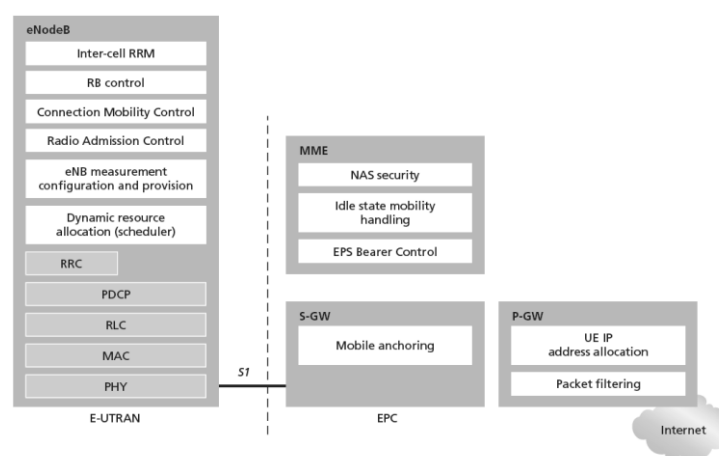 eNodeB
Inter-cell RRM
RB control
Connection Mobility Control
Radio Admission Control
eNB measurement
configuration and provision
Dynamic resource
allocation (scheduler)
RRC
PDCP
RLC
MAC
PHY
E-UTRAN
S1
MME
NAS security
Idle state mobility
handling
EPS Bearer Control
S-GW
Mobile anchoring
EPC
P-GW
UE IP
address allocation
Packet filtering
Internet